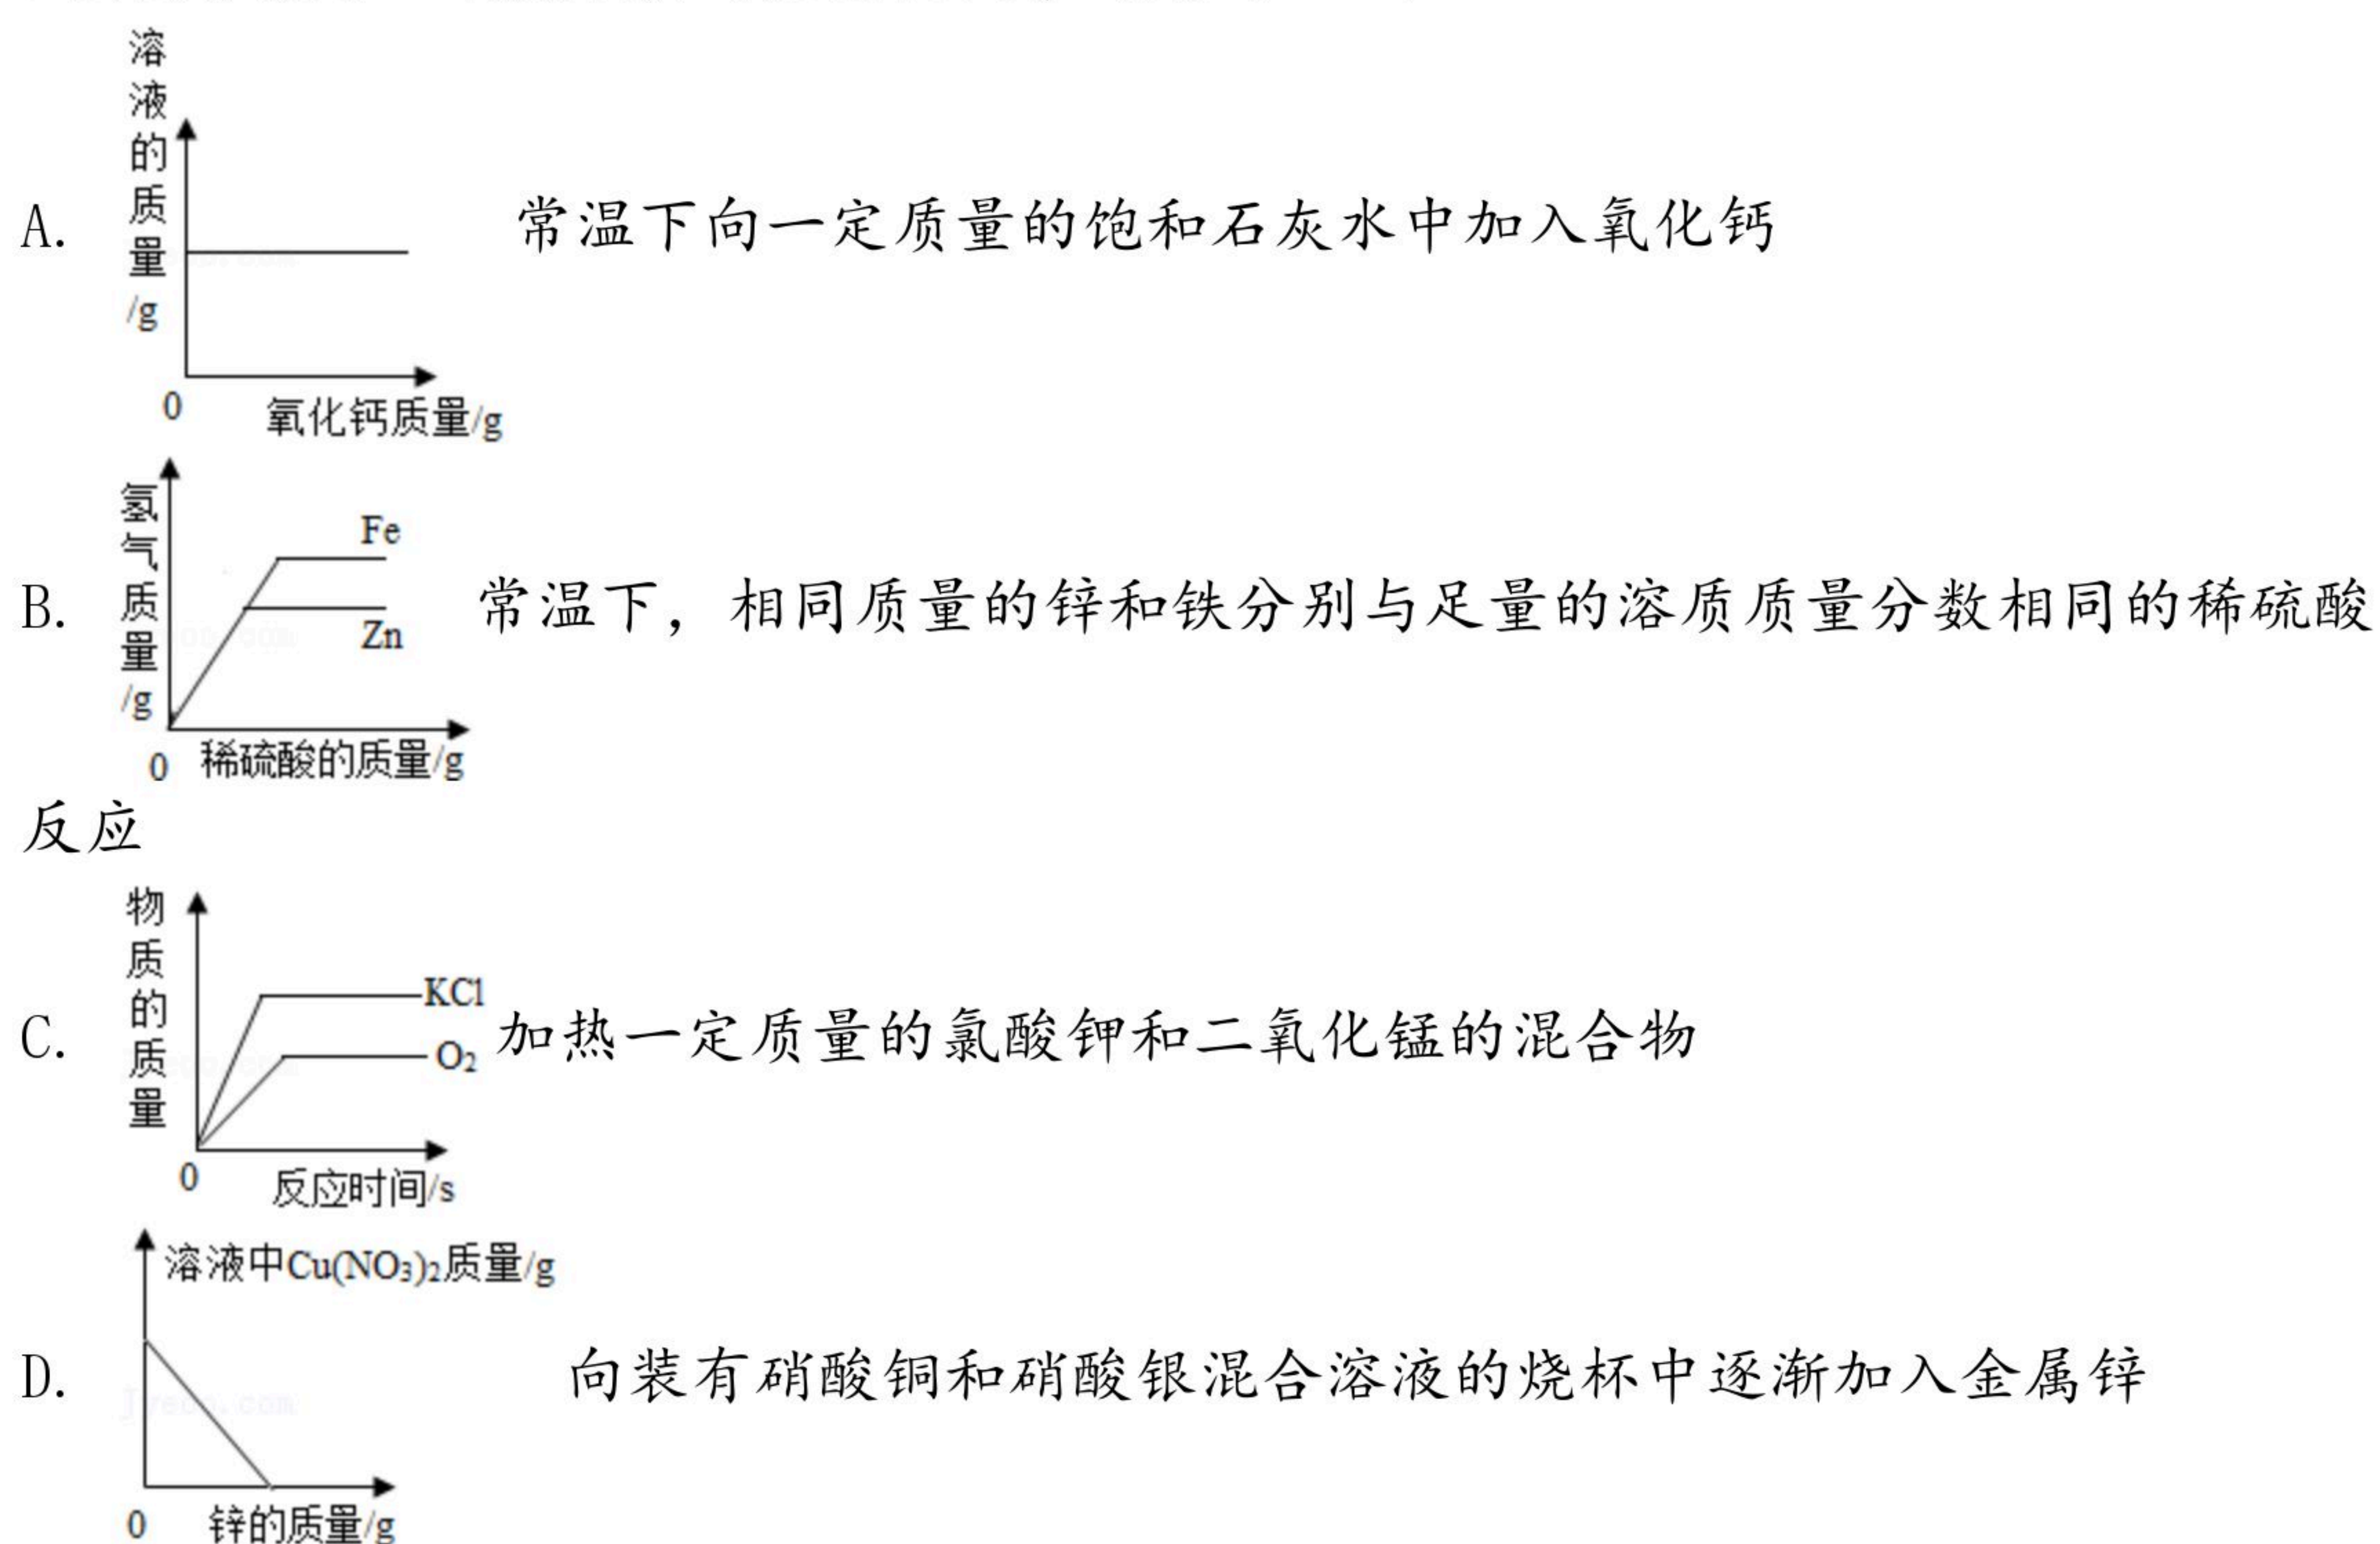 溶液的质量/g
A.
常温下向一定质量的饱和石灰水中加入氧化钙
0
氧化钙质量/g
氢气质量/g
Fe
Zn
B.
常温下，相同质量的锌和铁分别与足量的溶质质量分数相同的稀硫酸
0
稀硫酸的质量/g
反应
物质的质量
KCl
O₂
C.
加热一定质量的氯酸钾和二氧化锰的混合物
0
反应时间/s
溶液中Cu(NO₃)₂质量/g
D.
向装有硝酸铜和硝酸银混合溶液的烧杯中逐渐加入金属锌
0
锌的质量/g